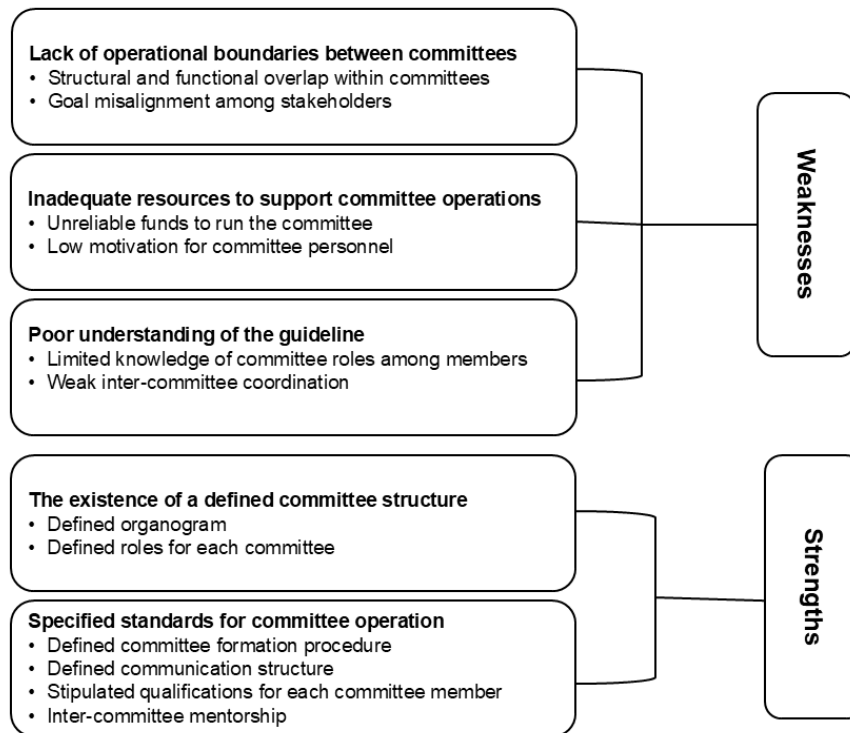 Lack of operational boundaries between committees
• Structural and functional overlap within committees
• Goal misalignment among stakeholders
Inadequate resources to support committee operations
• Unreliable funds to run the committee
• Low motivation for committee personnel
Poor understanding of the guideline
• Limited knowledge of committee roles among members
• Weak inter-committee coordination
Weaknesses
The existence of a defined committee structure
• Defined organogram
• Defined roles for each committee
Specified standards for committee operation
• Defined committee formation procedure
• Defined communication structure
• Stipulated qualifications for each committee member
• Inter-committee mentorship
Strengths